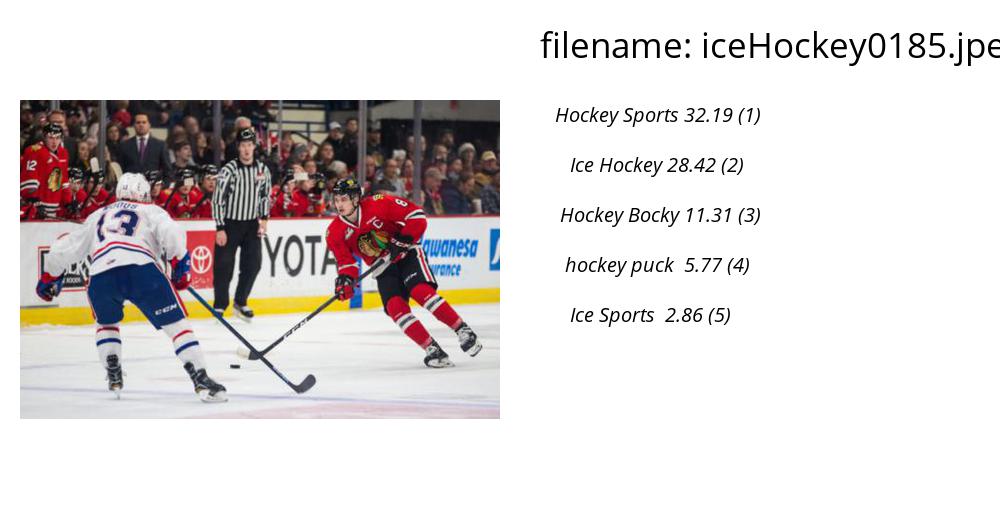 filename: iceHockey0185.jpe
Hockey Sports 32.19 (1)
Ice Hockey 28.42 (2)
Hockey Bocky 11.31 (3)
hockey puck 5.77 (4)
Ice Sports 2.86 (5)
12
13
8
C
YOTA
awanesa
urance
CCM